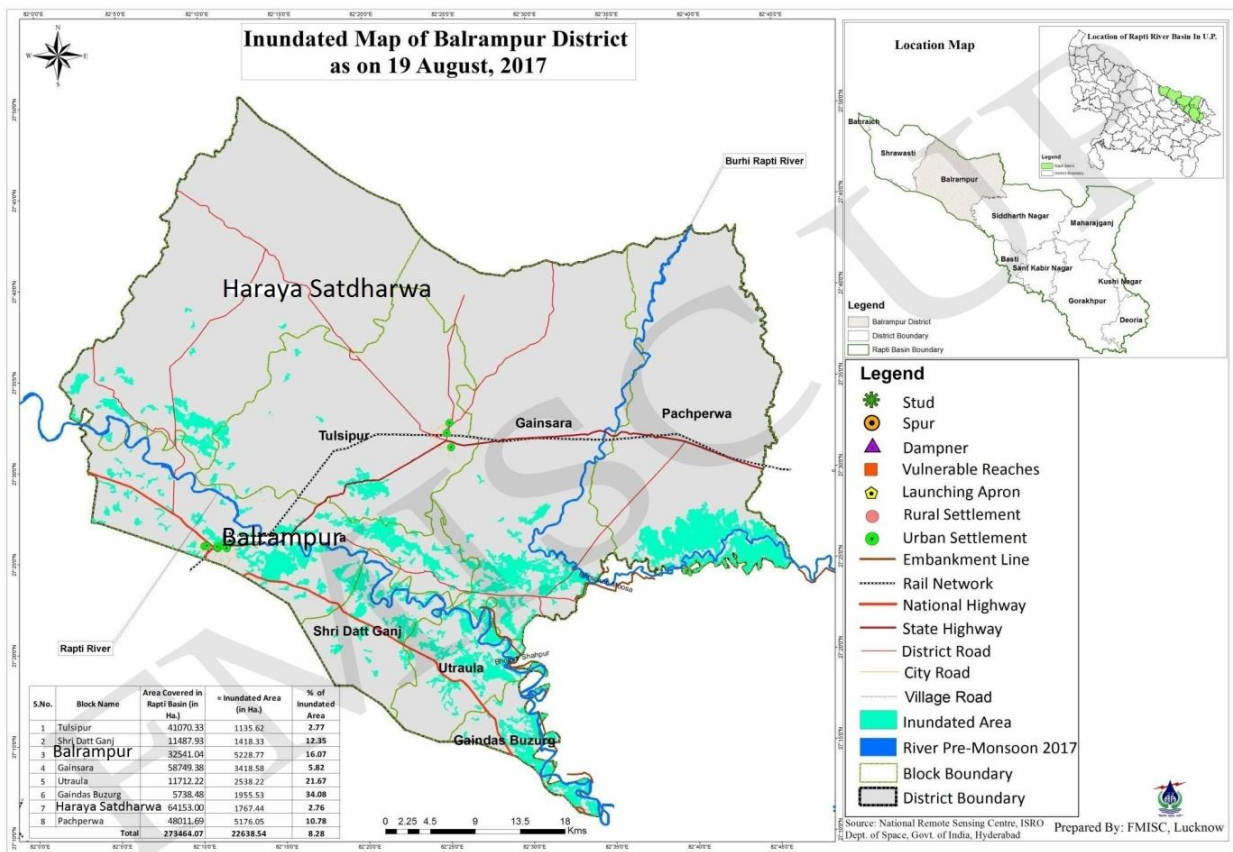 Inundated Map of Balrampur District
as on 19 August, 2017
N
W
E
S
Burhi Rapti River
Haraya Satdharwa
Tulsipur
Gainsara
Pachperwa
Balrampur
Shri Datt Ganj
Utraula
Gaindas Buzurg
Rapti River
S.No. Block Name Area Covered in Rapti Basin (in Ha.) ≈ Inundated Area (in Ha.) % of Inundated Area
1 Tulsipur 41070.33 1135.62 2.77
2 Shri Datt Ganj 11487.93 1418.33 12.35
3 Balrampur 32541.04 5228.77 16.07
4 Gainsara 58749.38 3418.58 5.82
5 Utraula 11712.22 2538.22 21.67
6 Gaindas Buzurg 5738.48 1955.53 34.08
7 Haraya Satdharwa 64153.00 1767.44 2.76
8 Pachperwa 48011.69 5176.05 10.78
Total 273464.07 22638.54 8.28
0 2.25 4.5 9 13.5 18
Kms
Location Map
Location of Rapti River Basin In U.P.
Legend
District Boundary
Bahraich
Shrawasti
Balrampur
Siddharth Nagar
Maharajganj
Basti
Sant Kabir Nagar
Kushi Nagar
Gorakhpur
Deoria
Legend
Balrampur District
District Boundary
Rapti Basin Boundary
Legend
Stud
Spur
Dampner
Vulnerable Reaches
Launching Apron
Rural Settlement
Urban Settlement
Embankment Line
Rail Network
National Highway
State Highway
District Road
City Road
Village Road
Inundated Area
River Pre-Monsoon 2017
Block Boundary
District Boundary
Source: National Remote Sensing Centre, ISRO
Dept. of Space, Govt. of India, Hyderabad
Prepared By: FMISC, Lucknow
FMISC UP